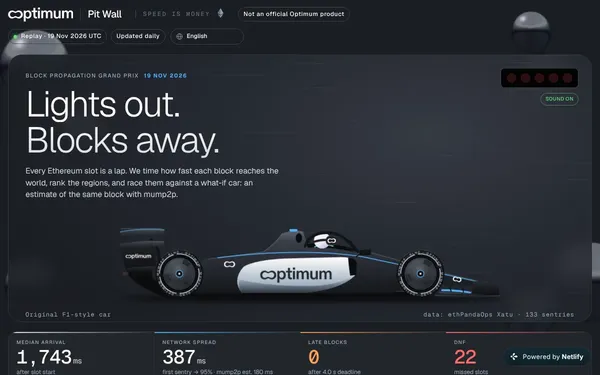 optimum | Pit Wall | SPEED IS MONEY Not an official Optimum product
Replay · 19 Nov 2026 UTC Updated daily English
BLOCK PROPAGATION GRAND PRIX 19 NOV 2026
SOUND ON
Lights out.
Blocks away.
Every Ethereum slot is a lap. We time how fast each block reaches the
world, rank the regions, and race them against a what-if car: an
estimate of the same block with mump2p.
optimum
optimum
Original F1-style car data: ethPandaOps Xatu · 133 sentries
MEDIAN ARRIVAL NETWORK SPREAD LATE BLOCKS DNF
1,743 ms 387 ms 0 22
after slot start first sentry → 95% · mump2p est. 180 ms after 4.0 s deadline missed slots
Powered by Netlify